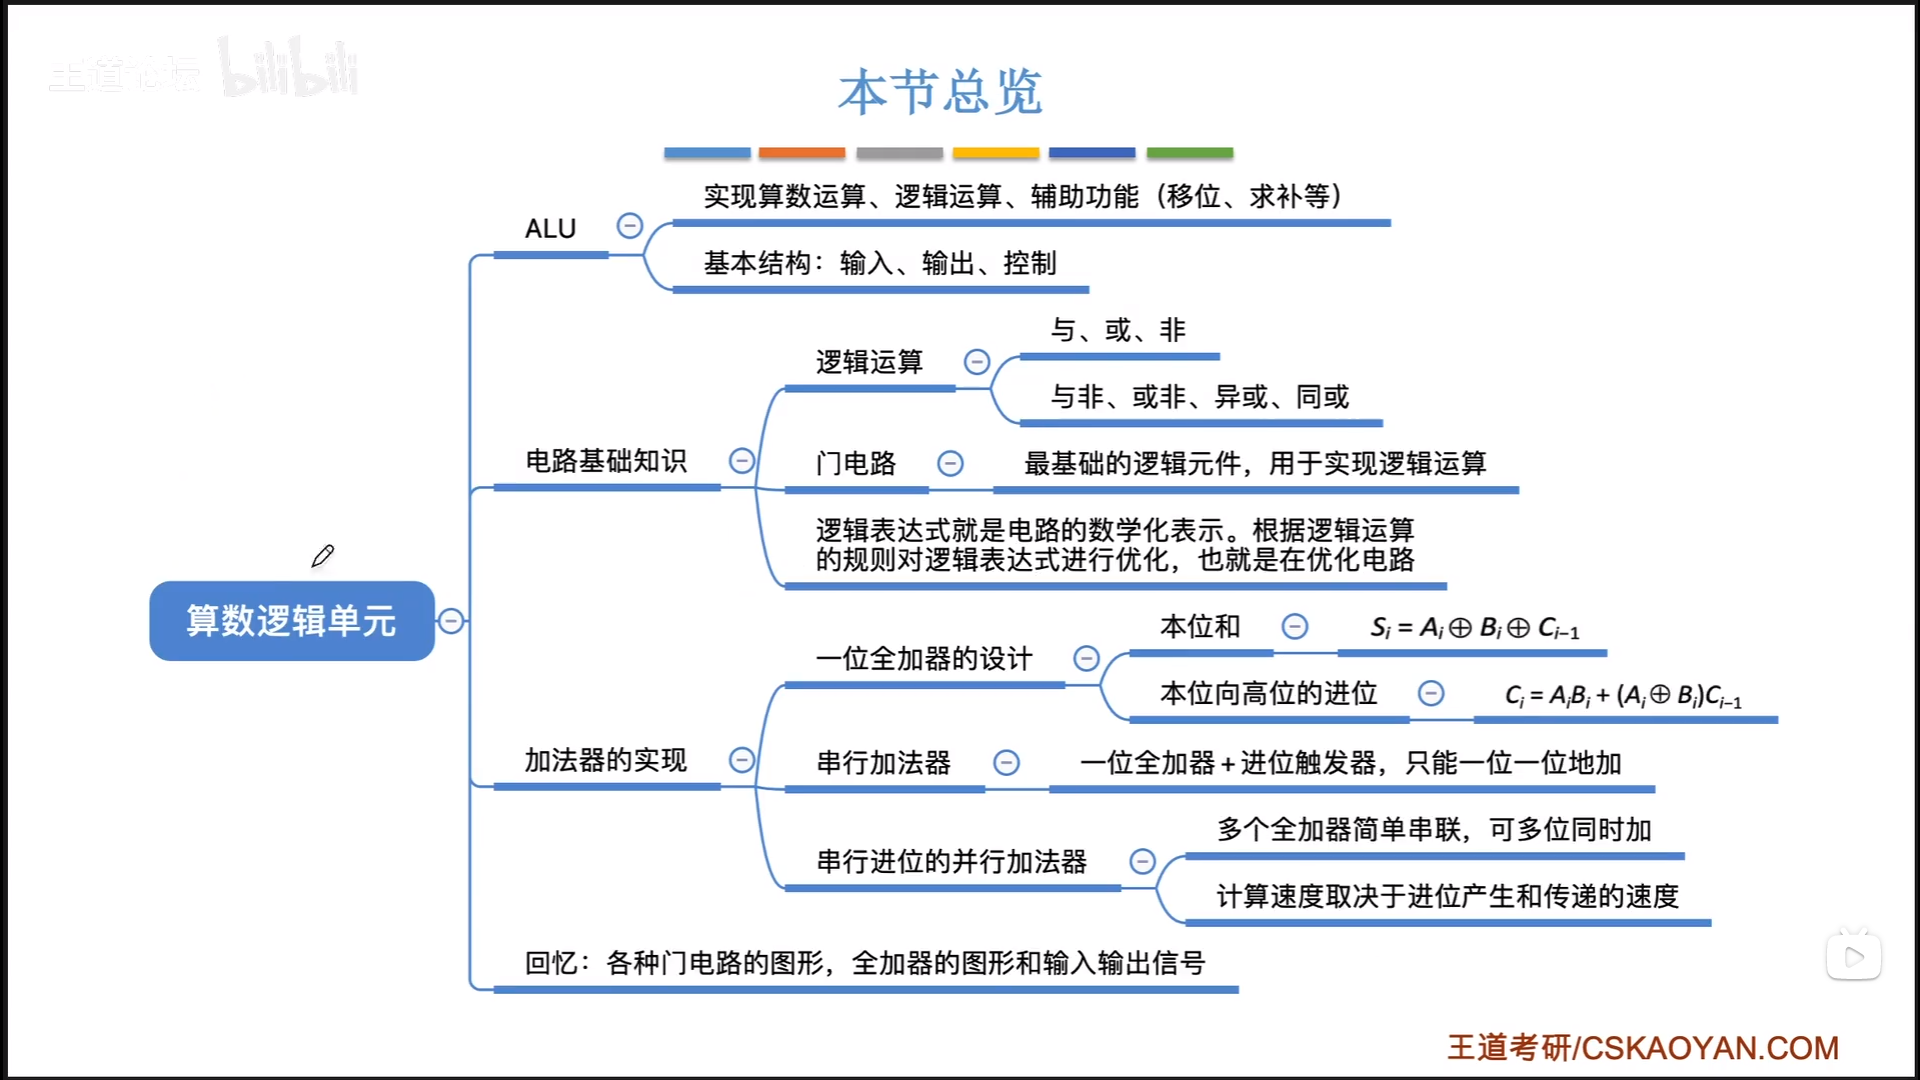 王道论坛 bilibili
本节总览
ALU
实现算数运算、逻辑运算、辅助功能（移位、求补等）
基本结构：输入、输出、控制
电路基础知识
逻辑运算
与、或、非
与非、或非、异或、同或
门电路
最基础的逻辑元件，用于实现逻辑运算
逻辑表达式就是电路的数学化表示。根据逻辑运算
的规则对逻辑表达式进行优化，也就是在优化电路
算数逻辑单元
加法器的实现
一位全加器的设计
本位和
Sᵢ = Aᵢ⊕ Bᵢ⊕ Cᵢ₋₁
本位向高位的进位
Cᵢ = AᵢBᵢ + (Aᵢ⊕ Bᵢ)Cᵢ₋₁
串行加法器
一位全加器 + 进位触发器，只能一位一位地加
串行进位的并行加法器
多个全加器简单串联，可多位同时加
计算速度取决于进位产生和传递的速度
回忆：各种门电路的图形，全加器的图形和输入输出信号
王道考研/CSKAOYAN.COM